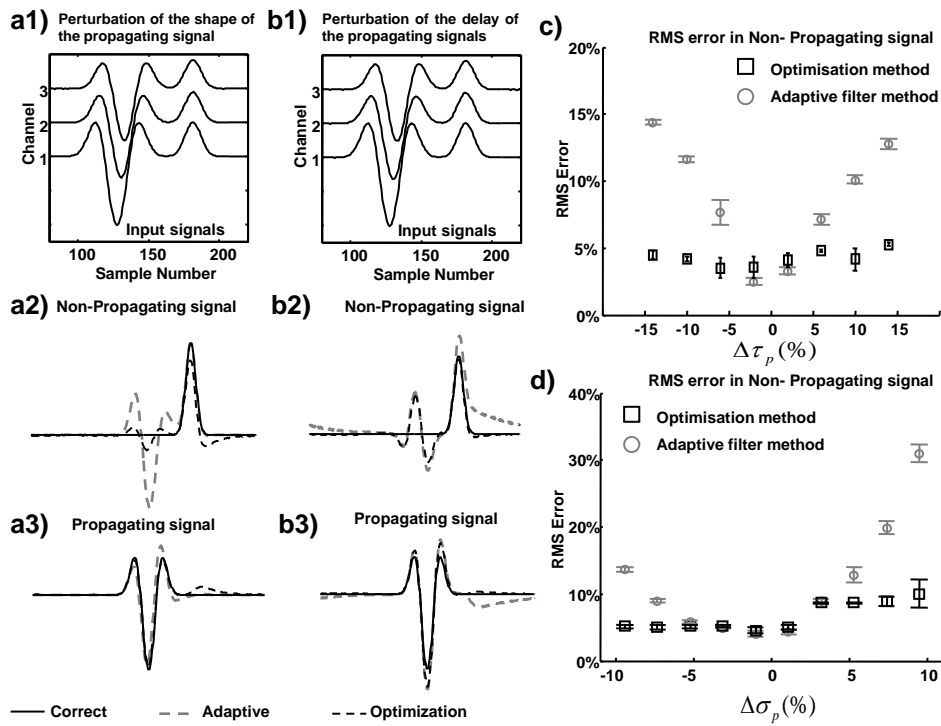 a1)
Perturbation of the shape of
the propagating signal
3
2
1
Channel
Input signals
100
150
200
Sample Number
b1)
Perturbation of the delay of
the propagating signals
3
2
1
Channel
Input signals
100
150
200
Sample Number
a2)
Non-Propagating signal
b2)
Non-Propagating signal
a3)
Propagating signal
b3)
Propagating signal
Correct
Adaptive
Optimization
c)
RMS error in Non- Propagating signal
Optimisation method
Adaptive filter method
20%
15%
10%
5%
0%
RMS Error
-15
-10
-5
0
5
10
15
Δτp(%)
d)
RMS error in Non- Propagating signal
Optimisation method
Adaptive filter method
40%
30%
20%
10%
0%
RMS Error
-10
-5
0
5
10
Δσp(%)